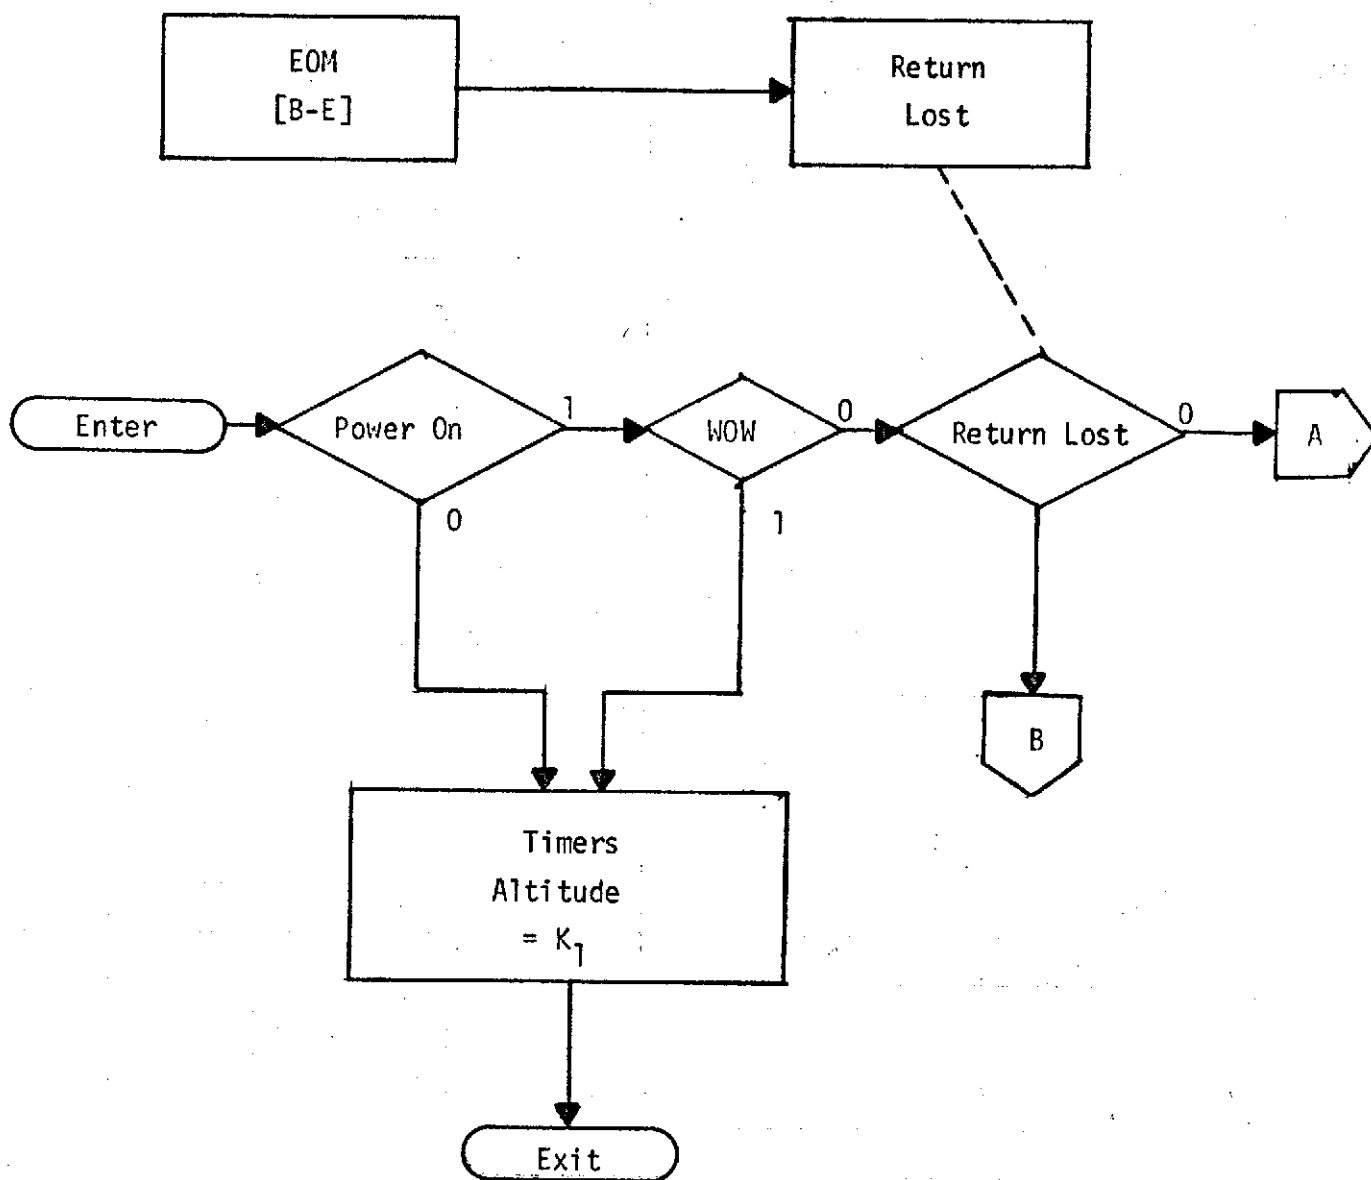 EOM
[B-E]
Return
Lost
Enter
Power On
1
0
WOW
0
1
Return Lost
0
A
B
Timers
Altitude
= K₁
Exit